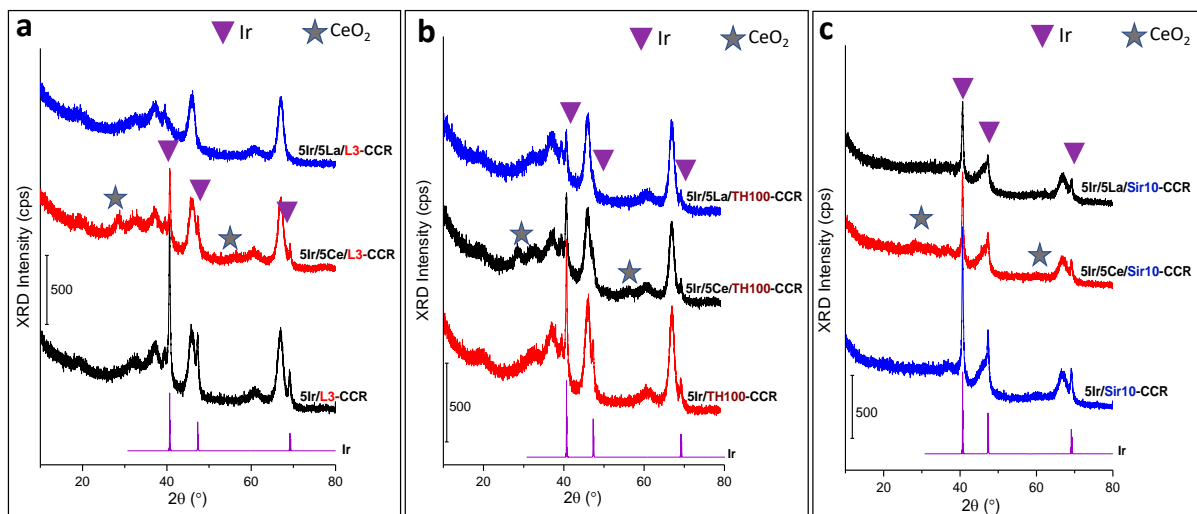 a
Ir
CeO2
XRD Intensity (cps)
5Ir/5La/L3-CCR
5Ir/5Ce/L3-CCR
500
5Ir/L3-CCR
Ir
20 40 60 80
2θ (°)
b
Ir
CeO2
XRD Intensity (cps)
5Ir/5La/TH100-CCR
5Ir/5Ce/TH100-CCR
500
5Ir/TH100-CCR
Ir
20 40 60 80
2θ (°)
c
Ir
CeO2
XRD Intensity (cps)
5Ir/5La/Sir10-CCR
5Ir/5Ce/Sir10-CCR
500
5Ir/Sir10-CCR
Ir
20 40 60 80
2θ (°)